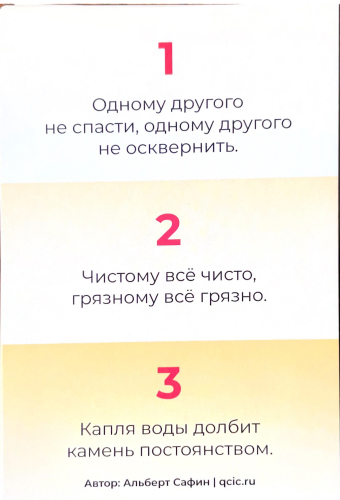 1
Одному другого
не спасти, одному другого
не осквернить.
2
Чистому всё чисто,
грязному всё грязно.
3
Капля воды долбит
камень постоянством.
Автор: Альберт Сафин | qcic.ru